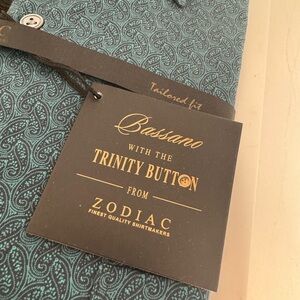 C
Tailored fit
Bassano
WITH THE
TRINITY BUTTON
FROM
ZODIAC
FINEST QUALITY SHIRTMAKERS